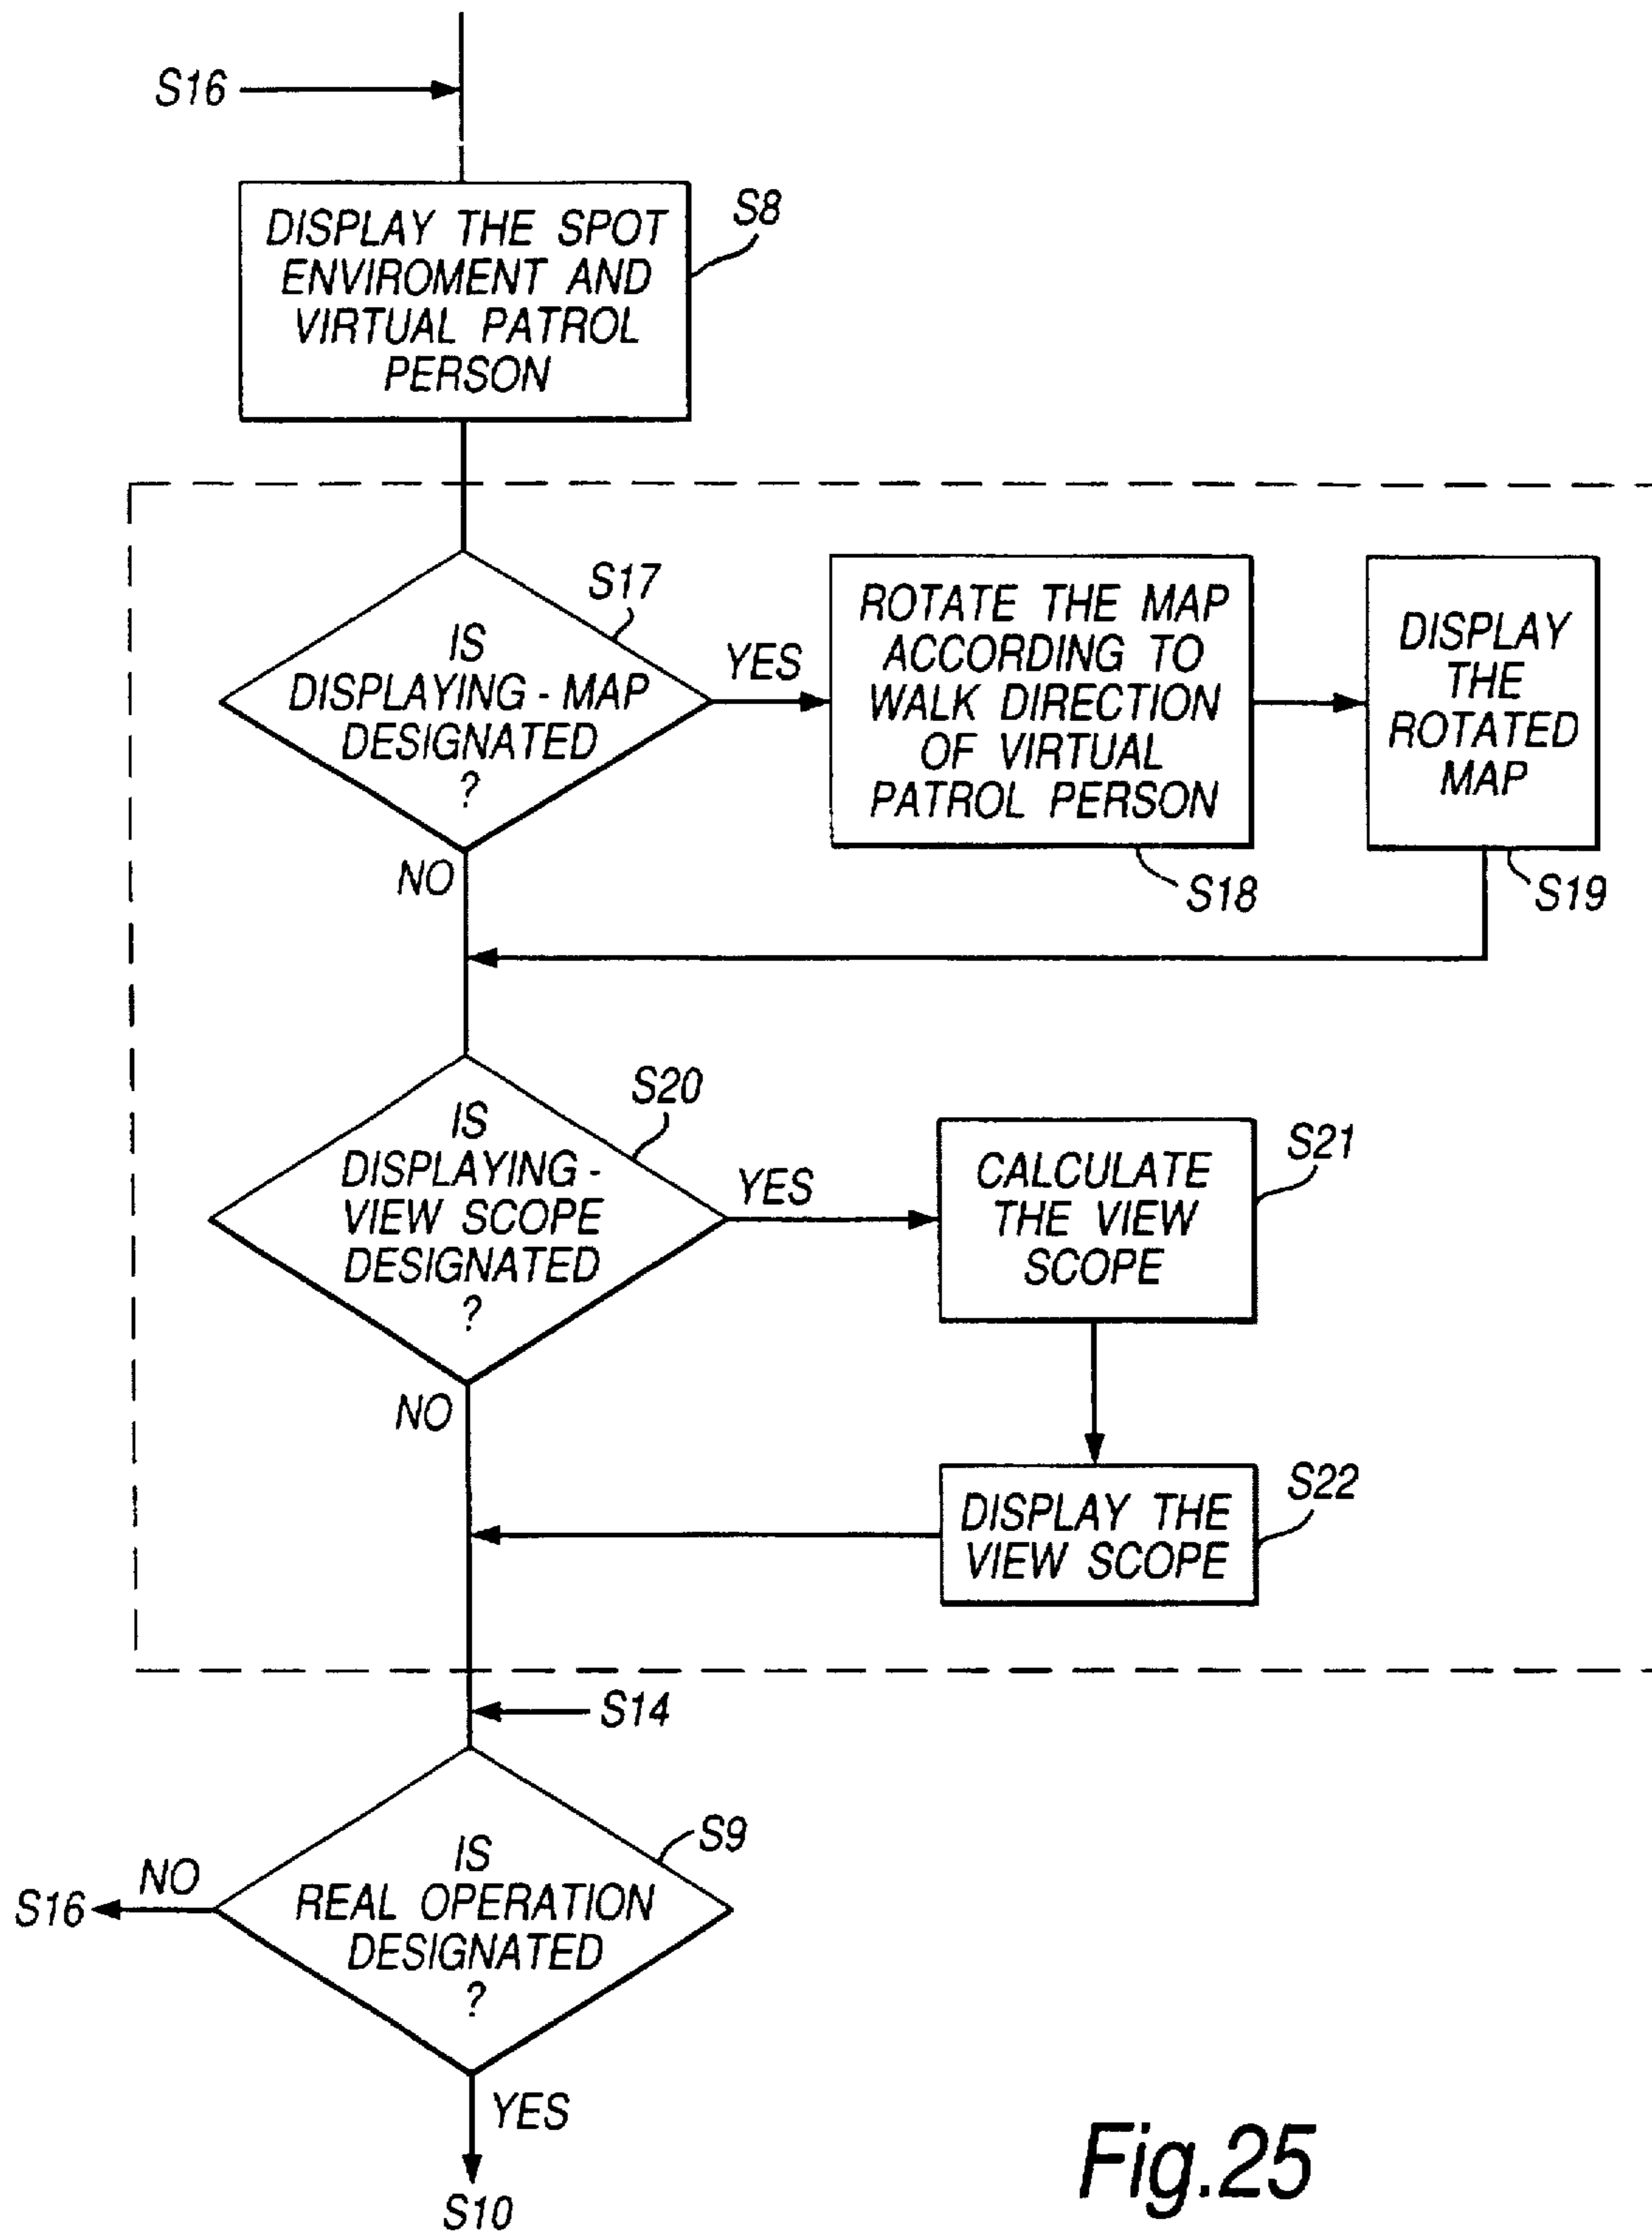 S16
DISPLAY THE SPOT
ENVIROMENT AND
VIRTUAL PATROL
PERSON
S8
S17
IS
DISPLAYING - MAP
DESIGNATED
?
YES
NO
ROTATE THE MAP
ACCORDING TO
WALK DIRECTION
OF VIRTUAL
PATROL PERSON
S18
DISPLAY
THE
ROTATED
MAP
S19
S20
IS
DISPLAYING -
VIEW SCOPE
DESIGNATED
?
YES
NO
CALCULATE
THE VIEW
SCOPE
S21
DISPLAY THE
VIEW SCOPE
S22
S14
S9
IS
REAL OPERATION
DESIGNATED
?
NO
S16
YES
S10
Fig.25